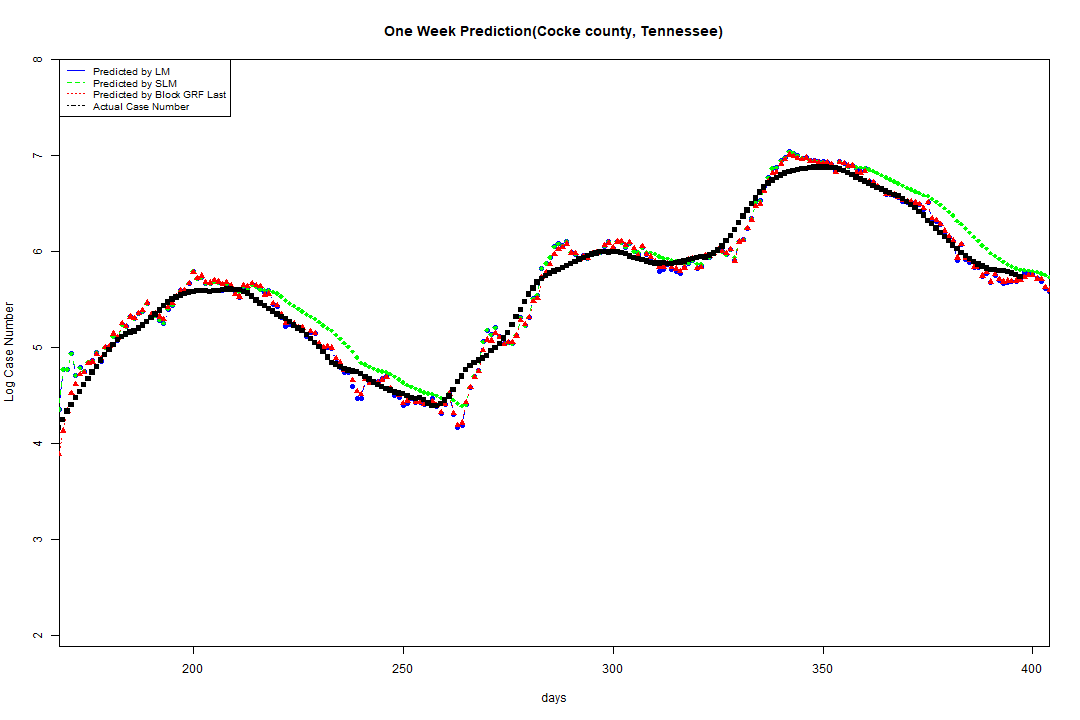 One Week Prediction(Cocke county, Tennessee)
Predicted by LM
Predicted by SLM
Predicted by Block GRF Last
Actual Case Number
8
7
6
5
4
3
2
Log Case Number
200 250 300 350 400
days